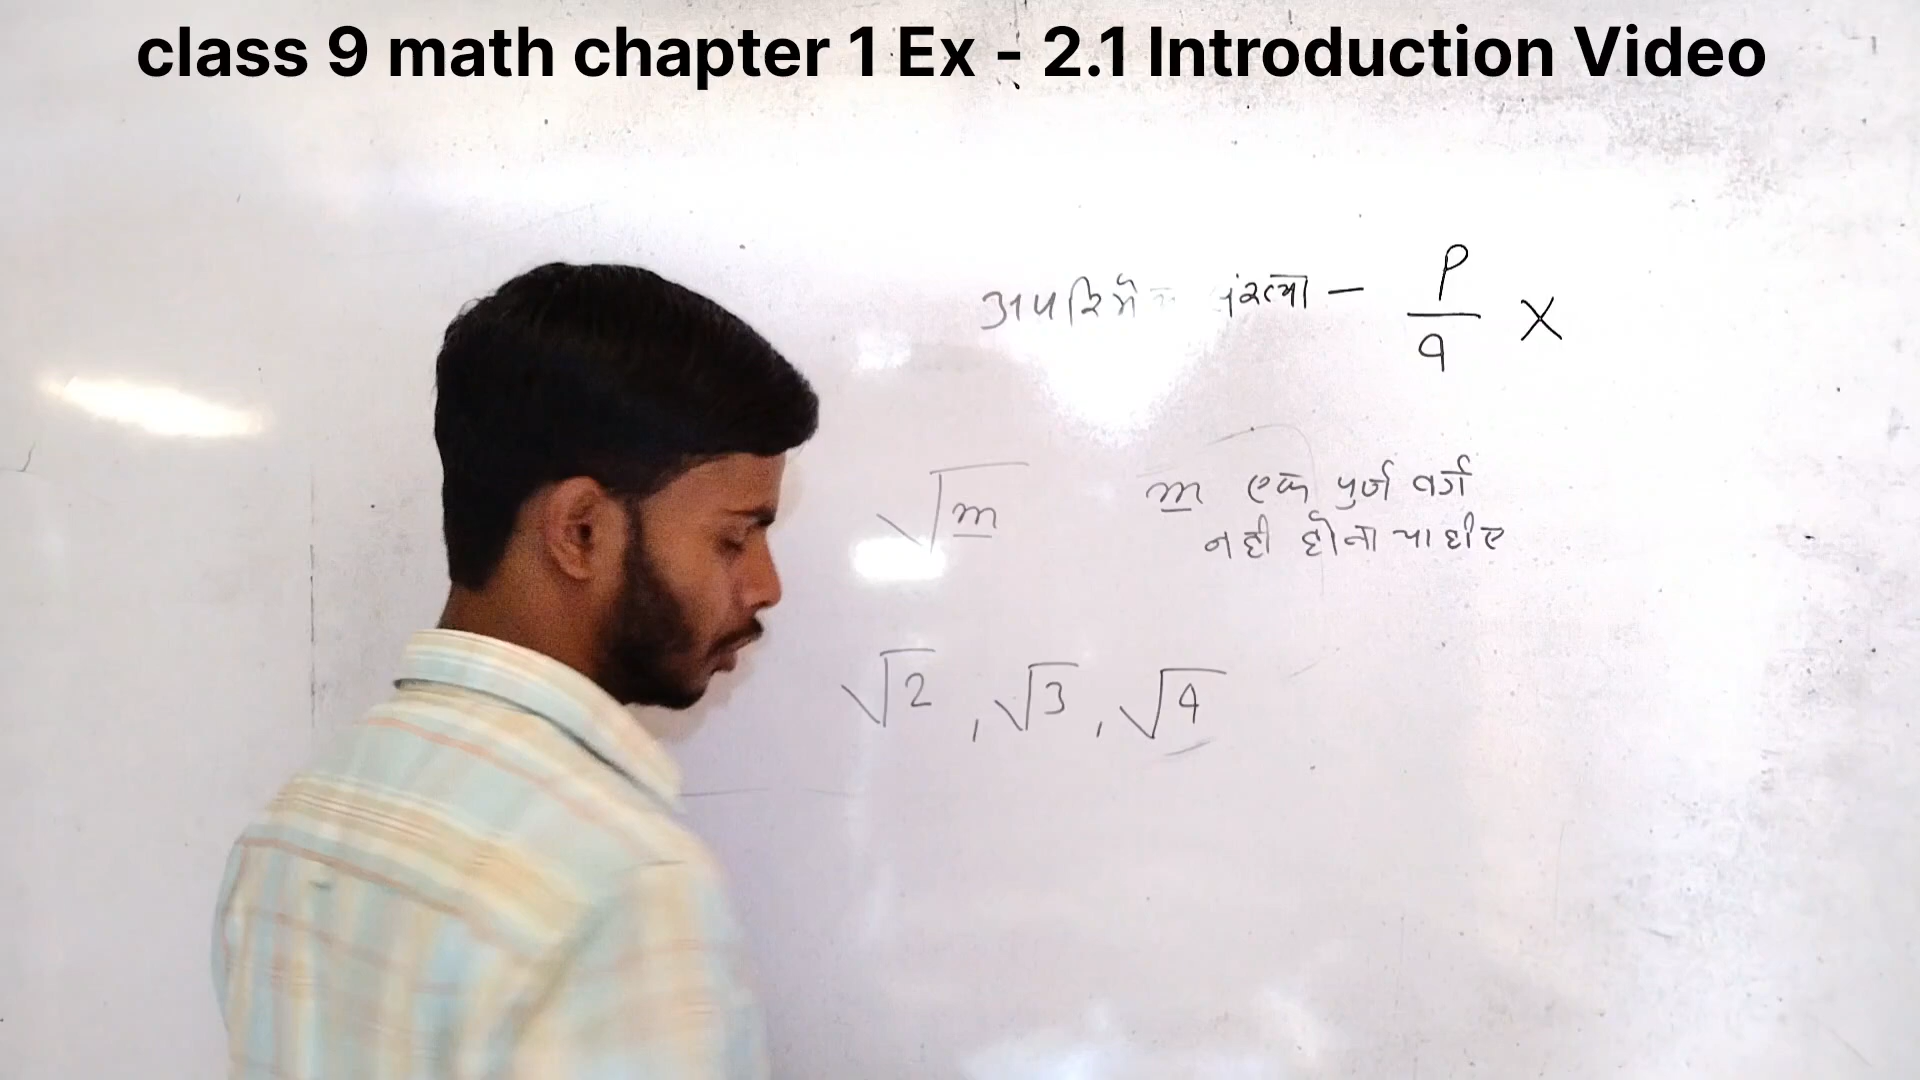 class 9 math chapter 1 Ex - 2.1 Introduction Video
अपरिमेय संख्या — p/q ×
√m m एक पुर्ण वर्ग
नही होना चाहीए
√2 , √3 , √4